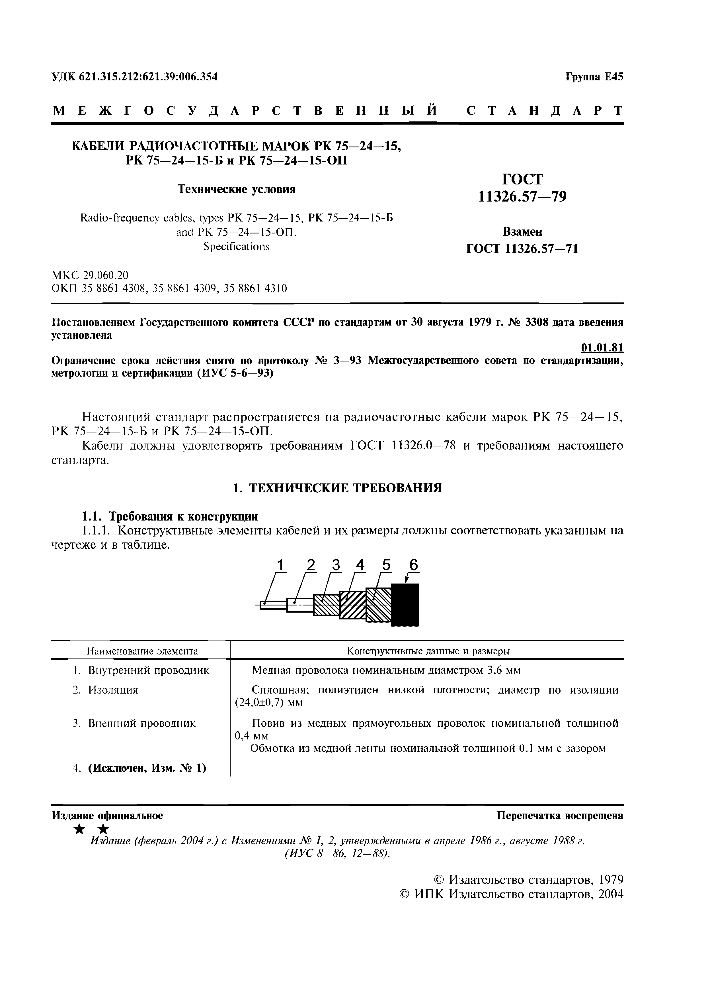 УДК 621.315.212:621.39:006.354 Группа Е45
МЕЖГОСУДАРСТВЕННЫЙ СТАНДАРТ
КАБЕЛИ РАДИОЧАСТОТНЫЕ МАРОК РК 75—24—15,
РК 75—24—15-Б и РК 75—24—15-ОП
Технические условия
Radio-frequency cables, types РК 75—24—15, РК 75—24—15-Б
and РК 75—24—15-ОП.
Specifications
ГОСТ
11326.57—79
Взамен
ГОСТ 11326.57—71
МКС 29.060.20
ОКП 35 8861 4308, 35 8861 4309, 35 8861 4310
Постановлением Государственного комитета СССР по стандартам от 30 августа 1979 г. № 3308 дата введения
установлена
01.01.81
Ограничение срока действия снято по протоколу № 3—93 Межгосударственного совета по стандартизации,
метрологии и сертификации (ИУС 5-6—93)
Настоящий стандарт распространяется на радиочастотные кабели марок РК 75—24—15,
РК 75—24—15-Б и РК 75—24—15-ОП.
Кабели должны удовлетворять требованиям ГОСТ 11326.0—78 и требованиям настоящего
стандарта.
1. ТЕХНИЧЕСКИЕ ТРЕБОВАНИЯ
1.1. Требования к конструкции
1.1.1. Конструктивные элементы кабелей и их размеры должны соответствовать указанным на
чертеже и в таблице.
1 2 3 4 5 6
Наименование элемента Конструктивные данные и размеры
1. Внутренний проводник Медная проволока номинальным диаметром 3,6 мм
2. Изоляция Сплошная; полиэтилен низкой плотности; диаметр по изоляции
(24,0±0,7) мм
3. Внешний проводник Повив из медных прямоугольных проволок номинальной толщиной
0,4 мм
Обмотка из медной ленты номинальной толщиной 0,1 мм с зазором
4. (Исключен, Изм. № 1)
Издание официальное Перепечатка воспрещена
★ ★
Издание (февраль 2004 г.) с Изменениями № 1, 2, утвержденными в апреле 1986 г., августе 1988 г.
(ИУС 8—86, 12—88).
© Издательство стандартов, 1979
© ИПК Издательство стандартов, 2004